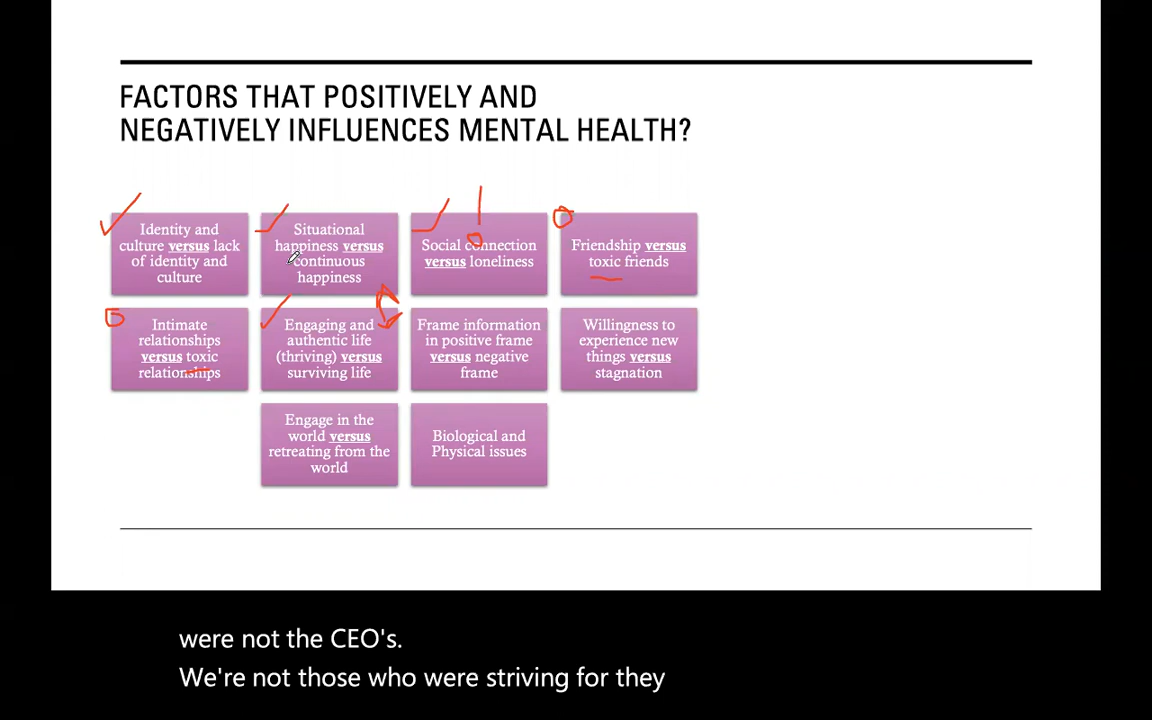 FACTORS THAT POSITIVELY AND
NEGATIVELY INFLUENCES MENTAL HEALTH?
Identity and
culture versus lack
of identity and
culture
Situational
happiness versus
continuous
happiness
Social connection
versus loneliness
Friendship versus
toxic friends
Intimate
relationships
versus toxic
relationships
Engaging and
authentic life
(thriving) versus
surviving life
Frame information
in positive frame
versus negative
frame
Willingness to
experience new
things versus
stagnation
Engage in the
world versus
retreating from the
world
Biological and
Physical issues
were not the CEO's.
We're not those who were striving for they